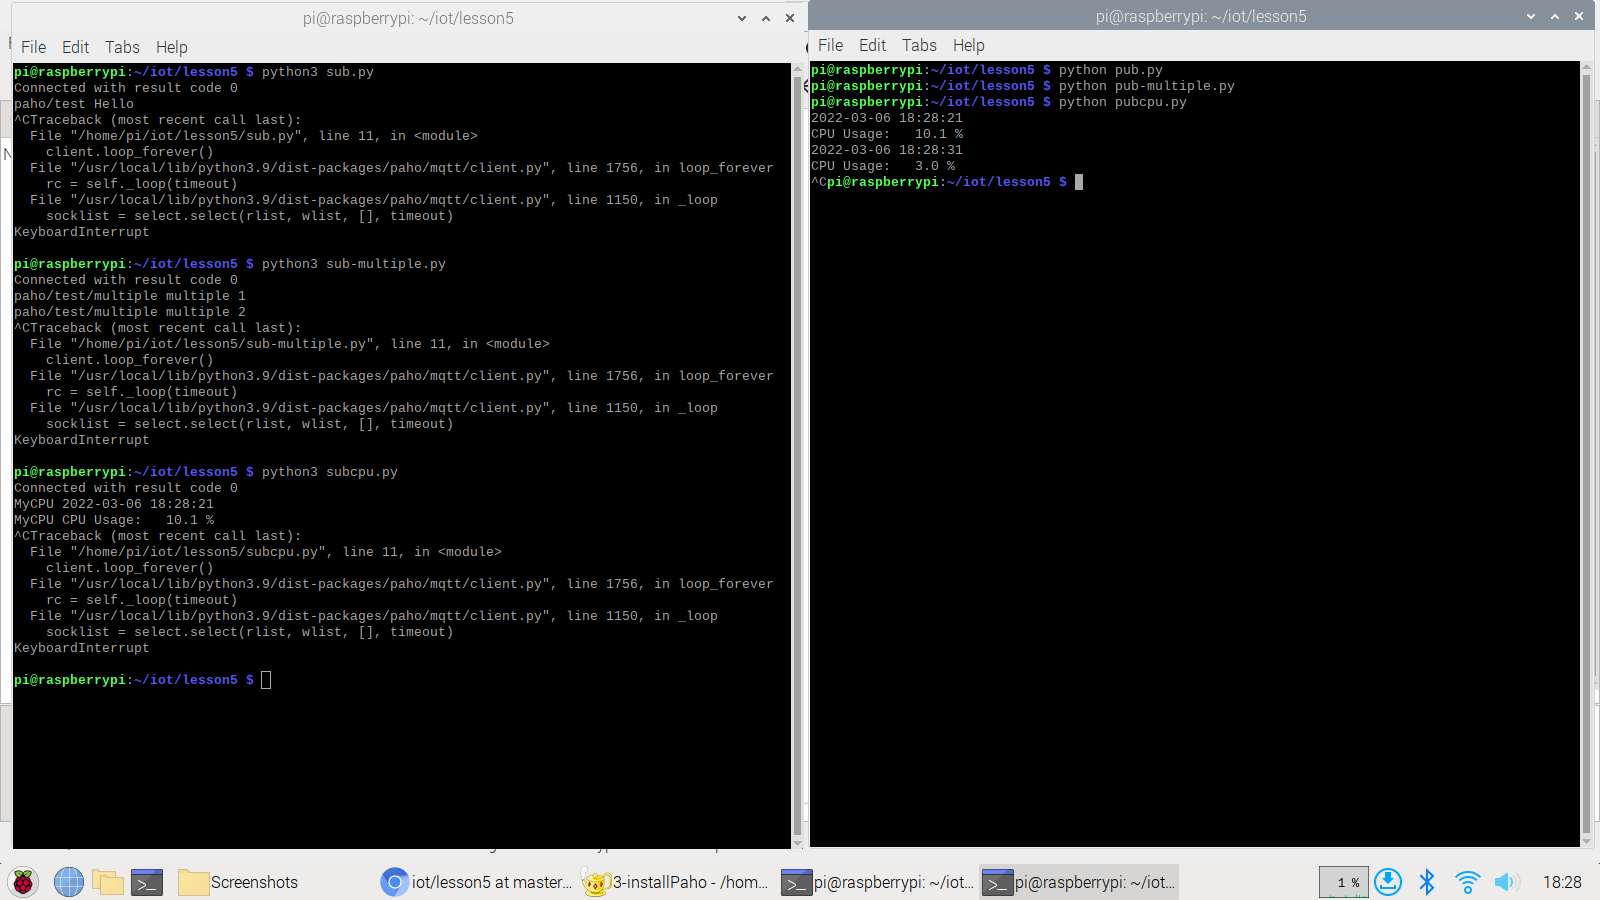 pi@raspberrypi: ~/iot/lesson5
File Edit Tabs Help
pi@raspberrypi:~/iot/lesson5 $ python3 sub.py
Connected with result code 0
paho/test Hello
^CTraceback (most recent call last):
  File "/home/pi/iot/lesson5/sub.py", line 11, in <module>
    client.loop_forever()
  File "/usr/local/lib/python3.9/dist-packages/paho/mqtt/client.py", line 1756, in loop_forever
    rc = self._loop(timeout)
  File "/usr/local/lib/python3.9/dist-packages/paho/mqtt/client.py", line 1150, in _loop
    socklist = select.select(rlist, wlist, [], timeout)
KeyboardInterrupt
pi@raspberrypi:~/iot/lesson5 $ python3 sub-multiple.py
Connected with result code 0
paho/test/multiple multiple 1
paho/test/multiple multiple 2
^CTraceback (most recent call last):
  File "/home/pi/iot/lesson5/sub-multiple.py", line 11, in <module>
    client.loop_forever()
  File "/usr/local/lib/python3.9/dist-packages/paho/mqtt/client.py", line 1756, in loop_forever
    rc = self._loop(timeout)
  File "/usr/local/lib/python3.9/dist-packages/paho/mqtt/client.py", line 1150, in _loop
    socklist = select.select(rlist, wlist, [], timeout)
KeyboardInterrupt
pi@raspberrypi:~/iot/lesson5 $ python3 subcpu.py
Connected with result code 0
MyCPU 2022-03-06 18:28:21
MyCPU CPU Usage:   10.1 %
^CTraceback (most recent call last):
  File "/home/pi/iot/lesson5/subcpu.py", line 11, in <module>
    client.loop_forever()
  File "/usr/local/lib/python3.9/dist-packages/paho/mqtt/client.py", line 1756, in loop_forever
    rc = self._loop(timeout)
  File "/usr/local/lib/python3.9/dist-packages/paho/mqtt/client.py", line 1150, in _loop
    socklist = select.select(rlist, wlist, [], timeout)
KeyboardInterrupt
pi@raspberrypi:~/iot/lesson5 $
pi@raspberrypi: ~/iot/lesson5
File Edit Tabs Help
pi@raspberrypi:~/iot/lesson5 $ python pub.py
pi@raspberrypi:~/iot/lesson5 $ python pub-multiple.py
pi@raspberrypi:~/iot/lesson5 $ python pubcpu.py
2022-03-06 18:28:21
CPU Usage:   10.1 %
2022-03-06 18:28:31
CPU Usage:   3.0 %
^Cpi@raspberrypi:~/iot/lesson5 $
Screenshots
iot/lesson5 at master...
3-installPaho - /hom...
pi@raspberrypi: ~/iot...
pi@raspberrypi: ~/iot...
1 %
18:28